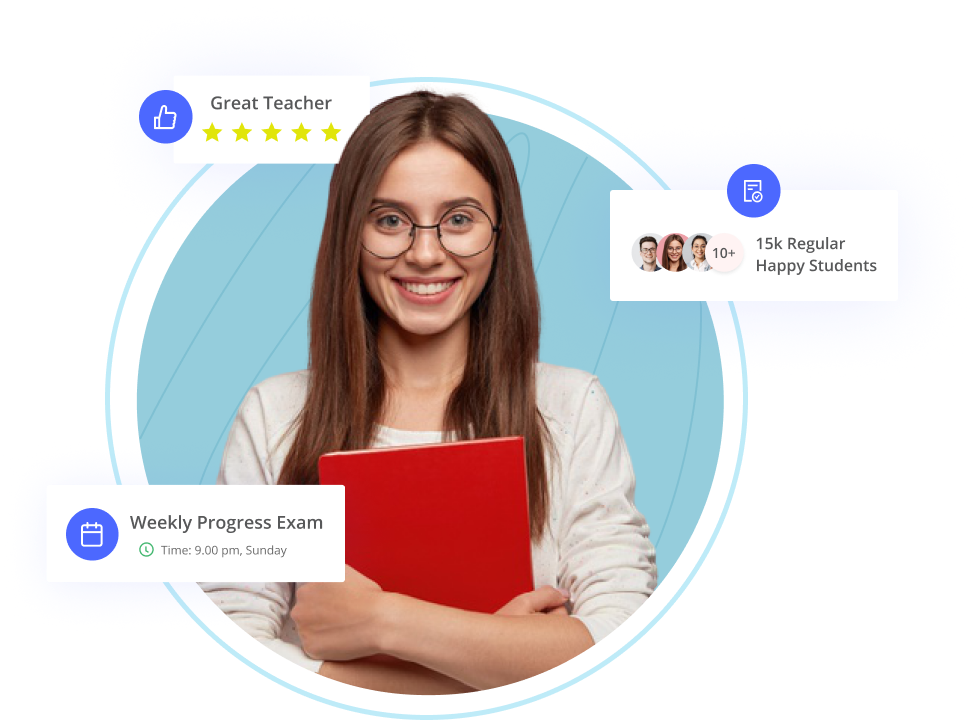 Great Teacher
10+
15k Regular
Happy Students
Weekly Progress Exam
Time: 9.00 pm, Sunday